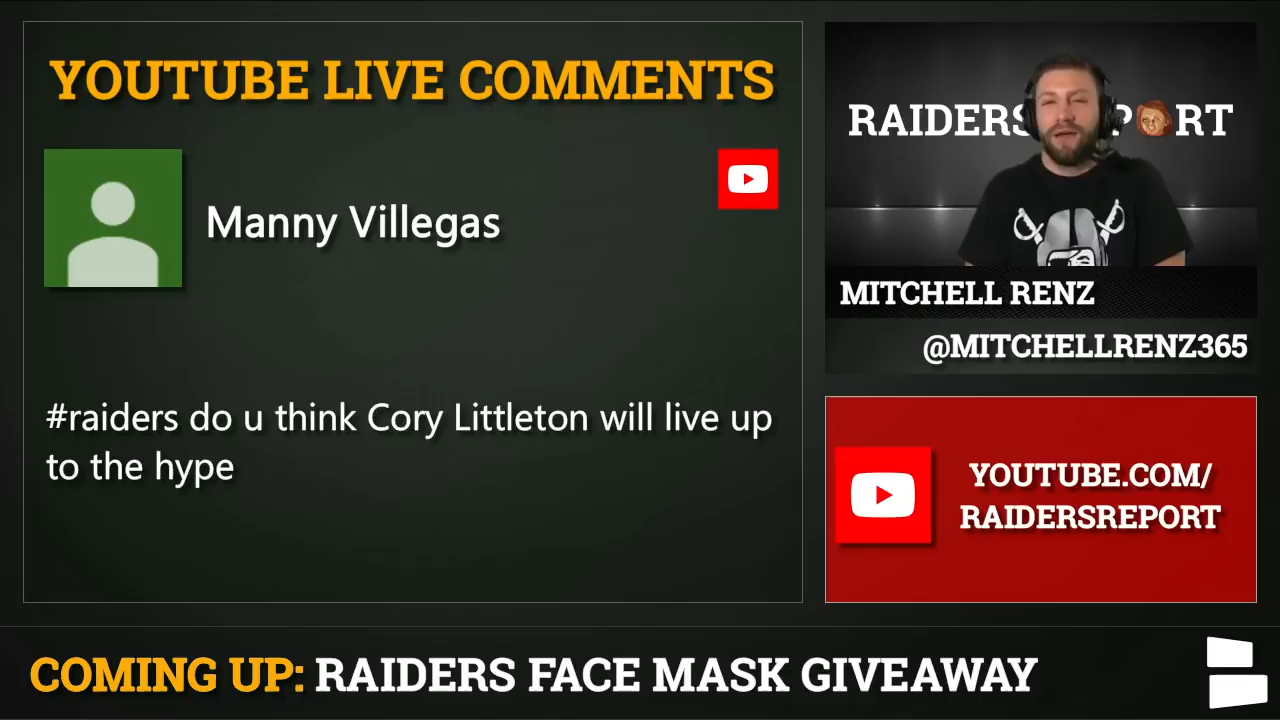 YOUTUBE LIVE COMMENTS
Manny Villegas
#raiders do u think Cory Littleton will live up
to the hype
RAIDERS P RT
MITCHELL RENZ
@MITCHELLRENZ365
YOUTUBE.COM/
RAIDERSREPORT
COMING UP: RAIDERS FACE MASK GIVEAWAY